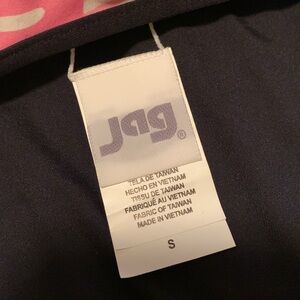 Jag®
TELA DE TAIWAN
HECHO EN VIETNAM
TISSU DE TAIWAN
FABRIQUÉ AU VIETNAM
FABRIC OF TAIWAN
MADE IN VIETNAM
S